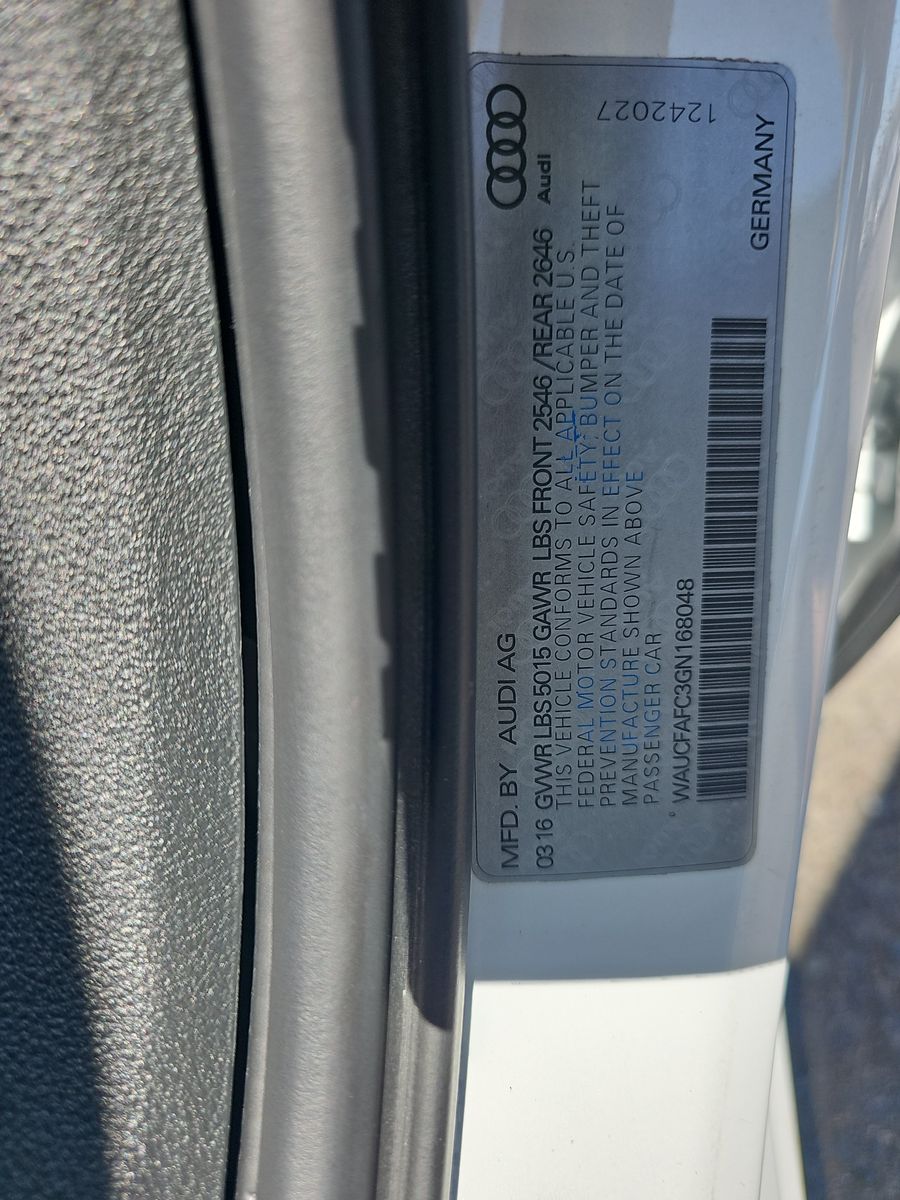 MFD. BY AUDI AG
03 16 GVWR LBS 5015 GAWR LBS FRONT 2546 /REAR 2646
Audi
THIS VEHICLE CONFORMS TO ALL APPLICABLE U.S.
FEDERAL MOTOR VEHICLE SAFETY, BUMPER AND THEFT
PREVENTION STANDARDS IN EFFECT ON THE DATE OF
MANUFACTURE SHOWN ABOVE
PASSENGER CAR
1242027
WAUCFAFC3GN168048
GERMANY